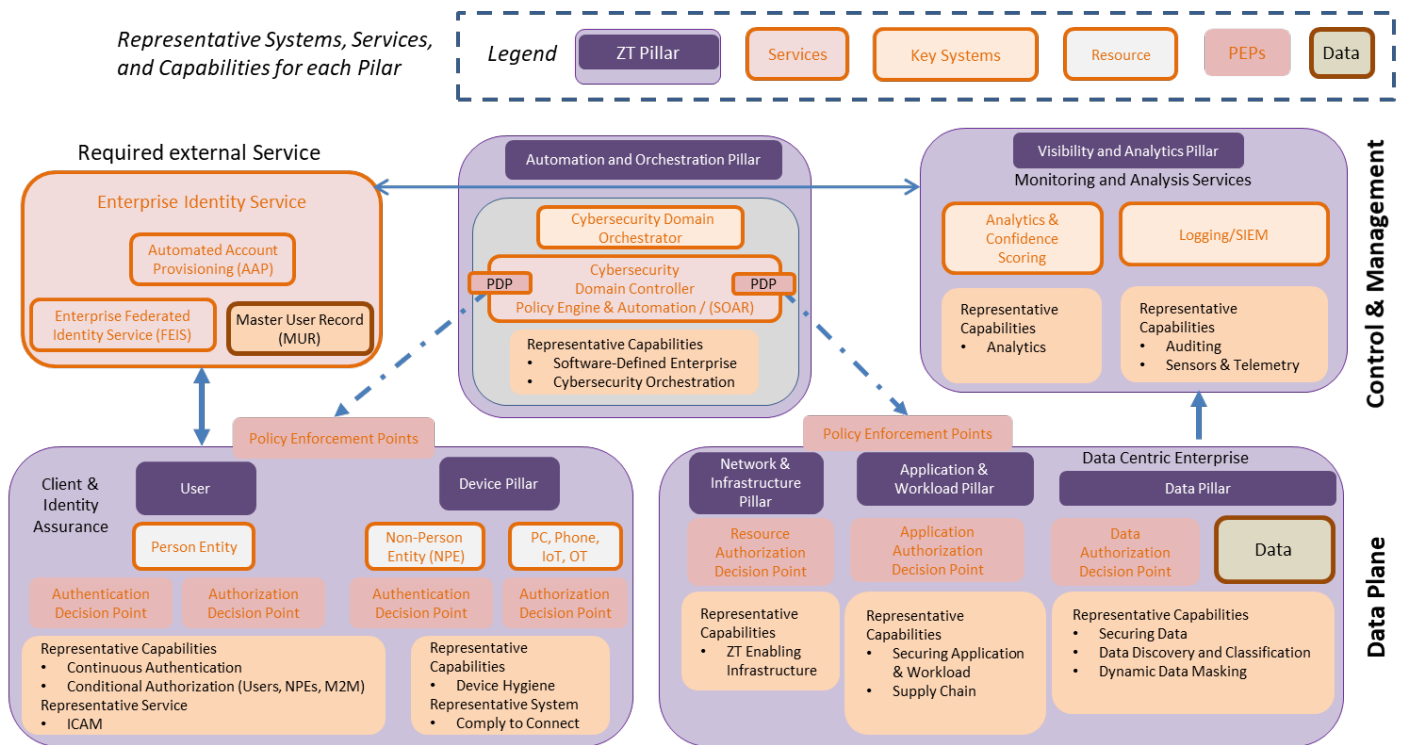 Representative Systems, Services,
and Capabilities for each Pilar
Legend
ZT Pillar
Services
Key Systems
Resource
PEPs
Data
Required external Service
Enterprise Identity Service
Automated Account
Provisioning (AAP)
Enterprise Federated
Identity Service (FEIS)
Master User Record
(MUR)
Automation and Orchestration Pillar
Cybersecurity Domain
Orchestrator
PDP
Cybersecurity
Domain Controller
Policy Engine & Automation / (SOAR)
PDP
Representative Capabilities
• Software-Defined Enterprise
• Cybersecurity Orchestration
Visibility and Analytics Pillar
Monitoring and Analysis Services
Analytics &
Confidence
Scoring
Logging/SIEM
Representative
Capabilities
• Analytics
Representative
Capabilities
• Auditing
• Sensors & Telemetry
Control & Management
Policy Enforcement Points
Client &
Identity
Assurance
User
Device Pillar
Person Entity
Non-Person
Entity (NPE)
PC, Phone,
IoT, OT
Authentication
Decision Point
Authorization
Decision Point
Authentication
Decision Point
Authorization
Decision Point
Representative Capabilities
• Continuous Authentication
• Conditional Authorization (Users, NPEs, M2M)
Representative Service
• ICAM
Representative
Capabilities
• Device Hygiene
Representative System
• Comply to Connect
Policy Enforcement Points
Network &
Infrastructure
Pillar
Application &
Workload Pillar
Data Centric Enterprise
Data Pillar
Resource
Authorization
Decision Point
Application
Authorization
Decision Point
Data
Authorization
Decision Point
Data
Representative
Capabilities
• ZT Enabling
Infrastructure
Representative
Capabilities
• Securing Application
& Workload
• Supply Chain
Representative Capabilities
• Securing Data
• Data Discovery and Classification
• Dynamic Data Masking
Data Plane